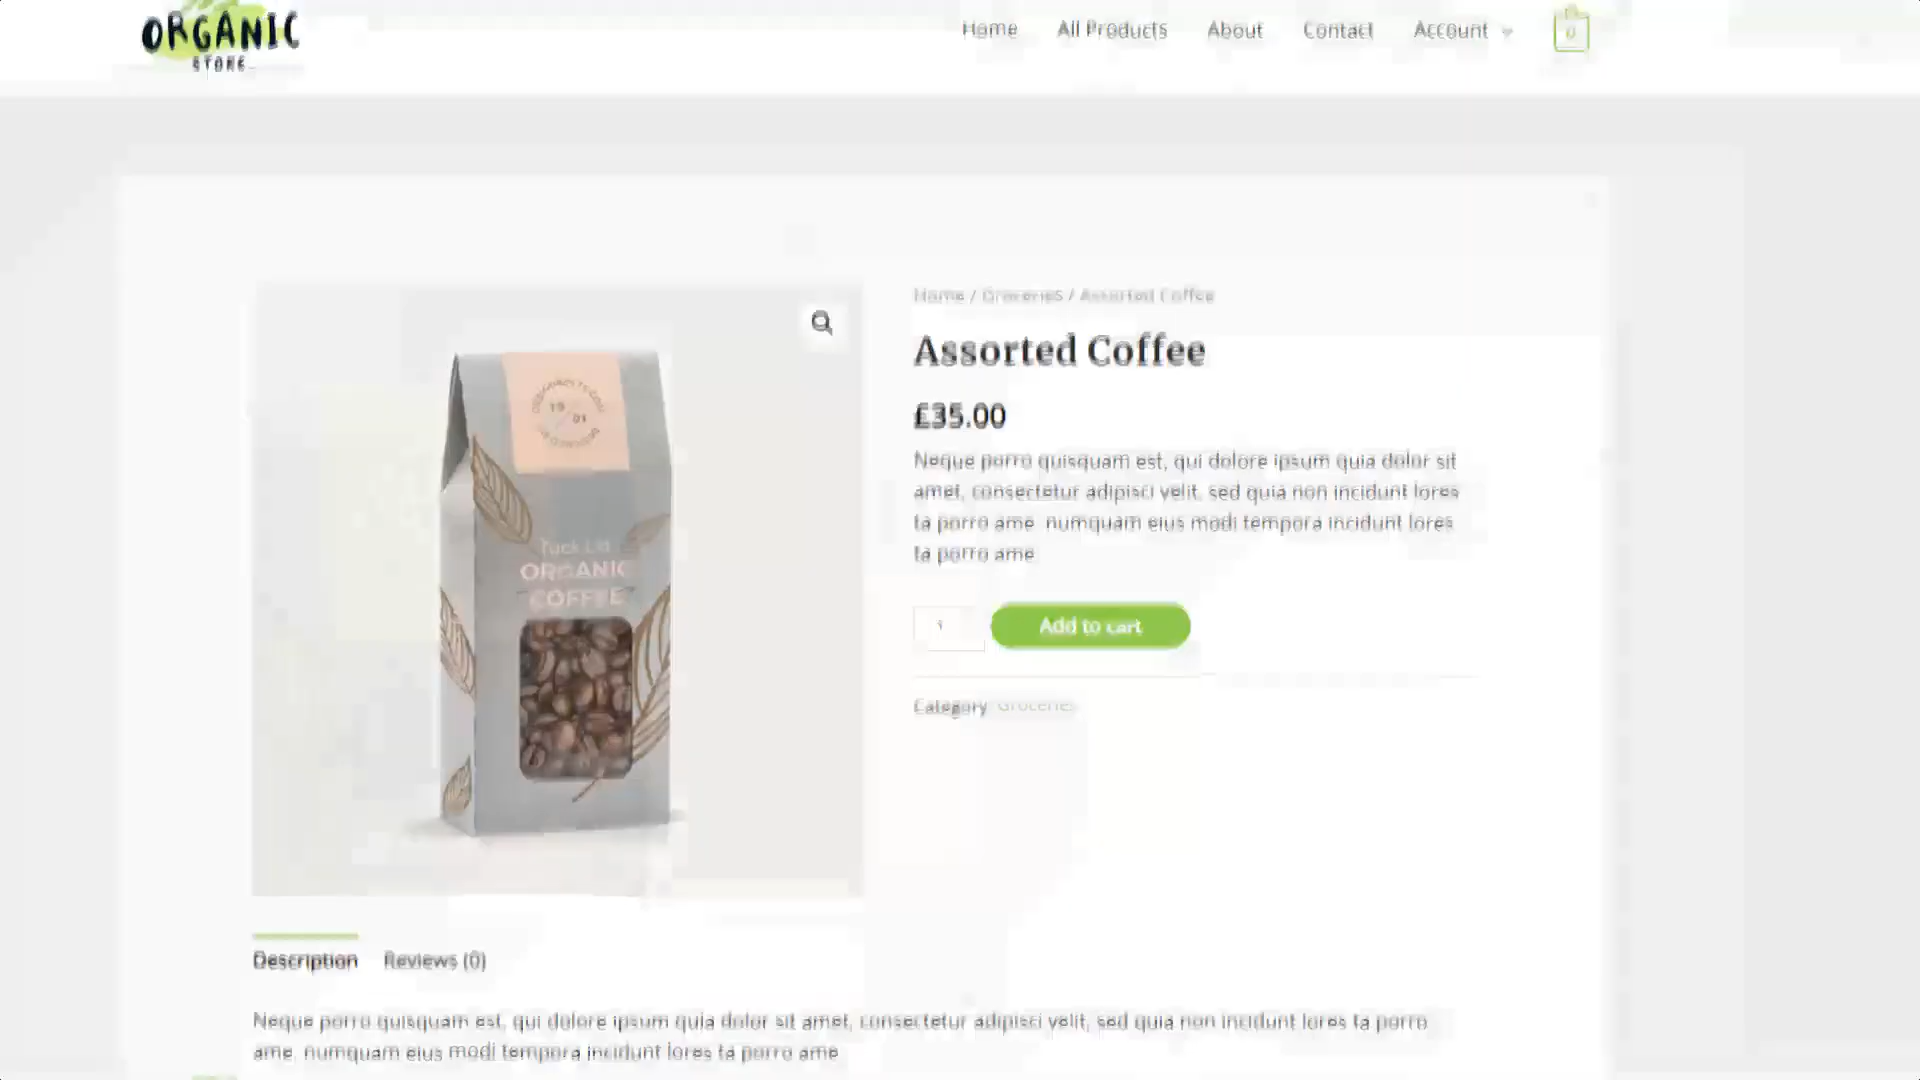 ORGANIC
STORE
Home
All Products
About
Contact
Account
0
Home / Groceries / Assorted Coffee
Assorted Coffee
£35.00
Neque porro quisquam est, qui dolore ipsum quia dolor sit
amet, consectetur adipisci velit, sed quia non incidunt lores
ta porro ame. numquam eius modi tempora incidunt lores
ta porro ame.
1
Add to cart
Category: Groceries
19
01
Tuck Lid
ORGANIC
COFFEE
Description
Reviews (0)
Neque porro quisquam est, qui dolore ipsum quia dolor sit amet, consectetur adipisci velit, sed quia non incidunt lores ta porro
ame. numquam eius modi tempora incidunt lores ta porro ame.